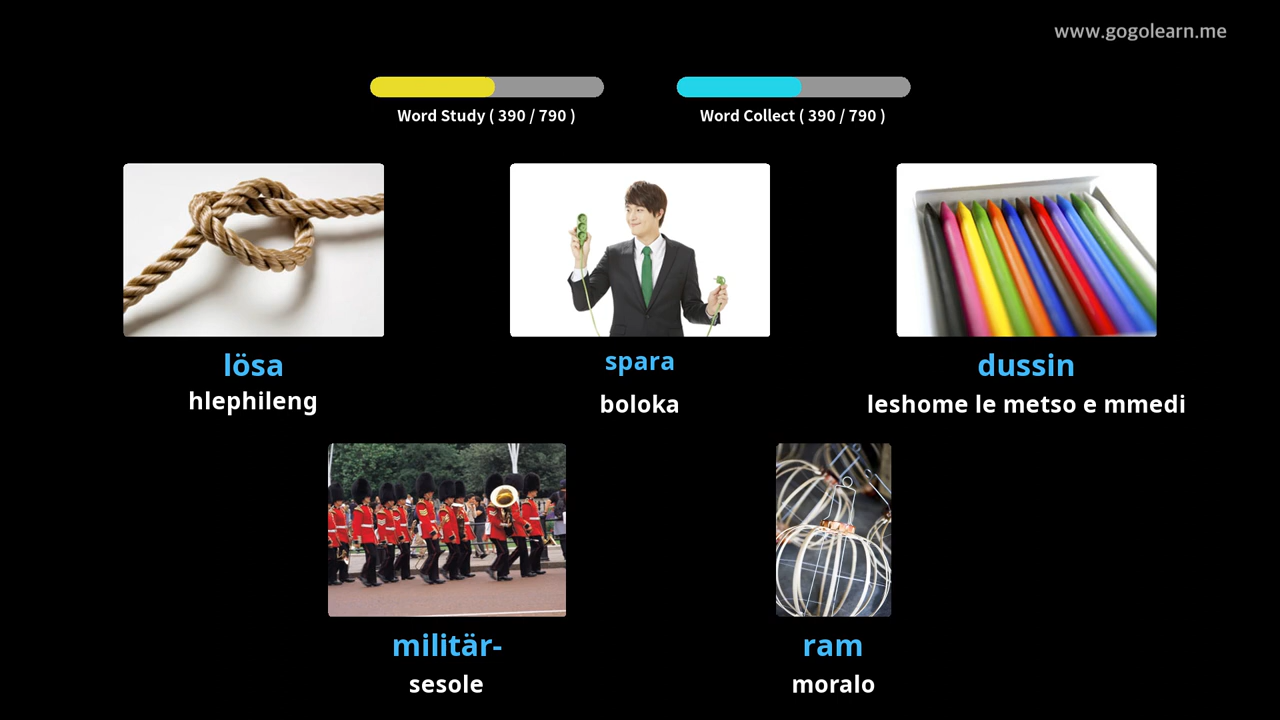 www.gogolearn.me
Word Study ( 390 / 790 )
Word Collect ( 390 / 790 )
lösa
hlephileng
spara
boloka
dussin
leshome le metso e mmedi
militär-
sesole
ram
moralo